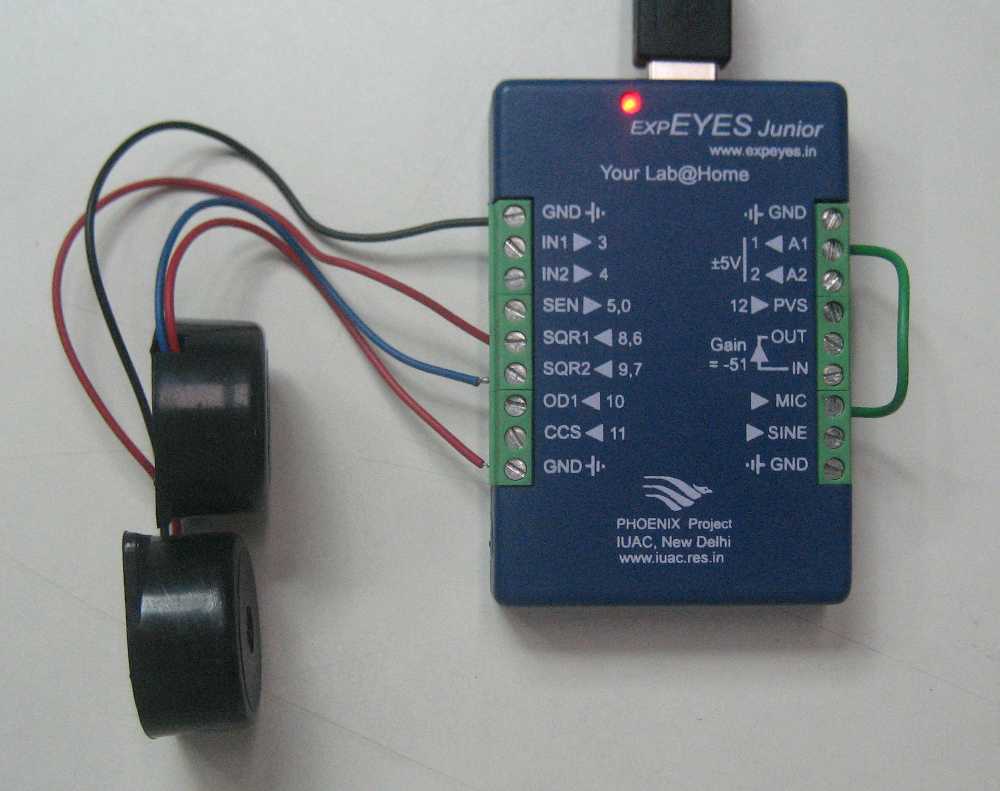 EXPEYES Junior
www.expeyes.in
Your Lab@Home
GND
IN1 3
IN2 4
SEN 5,0
SQR1 8,6
SQR2 9,7
OD1 10
CCS 11
GND
GND
1 A1
±5V
2 A2
12 PVS
OUT
Gain
= -51
IN
MIC
SINE
GND
PHOENIX Project
IUAC, New Delhi
www.iuac.res.in